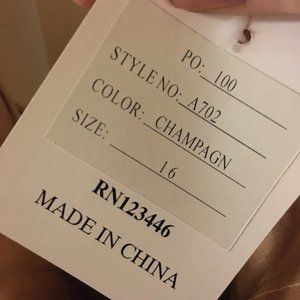 PO: 100
STYLE NO: A702
COLOR: CHAMPAGN
SIZE: 16
RN123446
MADE IN CHINA